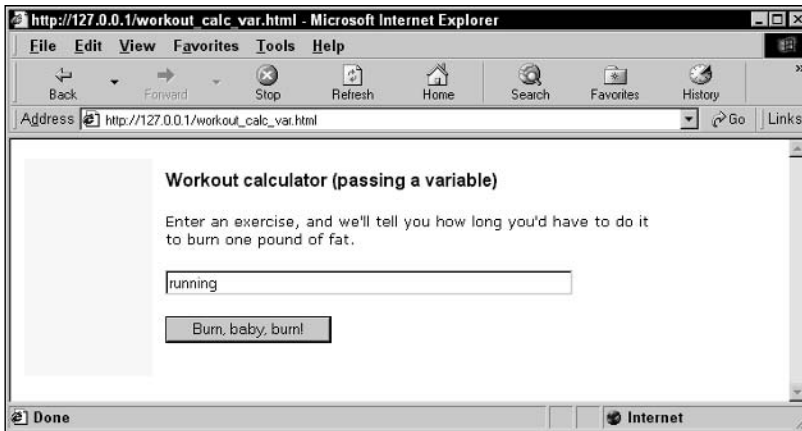 http://127.0.0.1/workout_calc_var.html - Microsoft Internet Explorer
File Edit View Favorites Tools Help
Back Forward Stop Refresh Home Search Favorites History »
Address http://127.0.0.1/workout_calc_var.html Go Links
Workout calculator (passing a variable)
Enter an exercise, and we'll tell you how long you'd have to do it
to burn one pound of fat.
running
Burn, baby, burn!
Done Internet